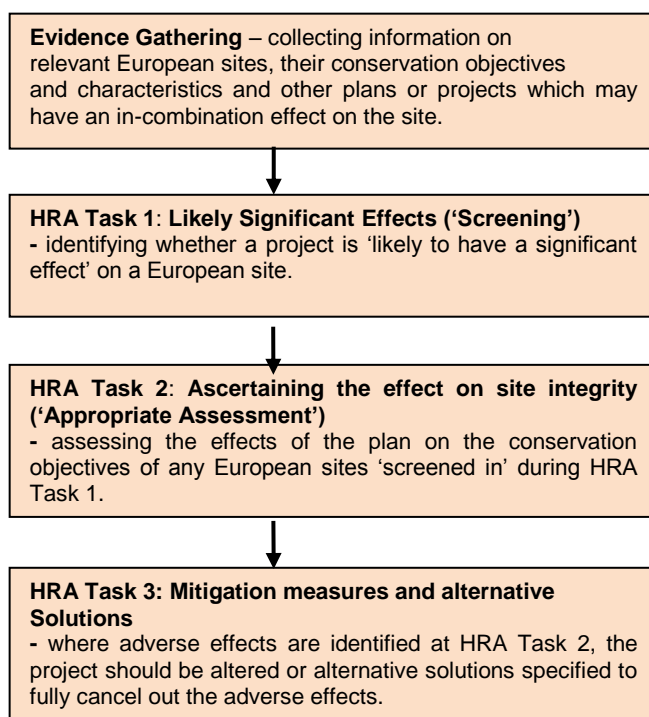 Evidence Gathering – collecting information on
relevant European sites, their conservation objectives
and characteristics and other plans or projects which may
have an in-combination effect on the site.
HRA Task 1: Likely Significant Effects (‘Screening’)
- identifying whether a project is ‘likely to have a significant
effect’ on a European site.
HRA Task 2: Ascertaining the effect on site integrity
(‘Appropriate Assessment’)
- assessing the effects of the plan on the conservation
objectives of any European sites ‘screened in’ during HRA
Task 1.
HRA Task 3: Mitigation measures and alternative
Solutions
- where adverse effects are identified at HRA Task 2, the
project should be altered or alternative solutions specified to
fully cancel out the adverse effects.